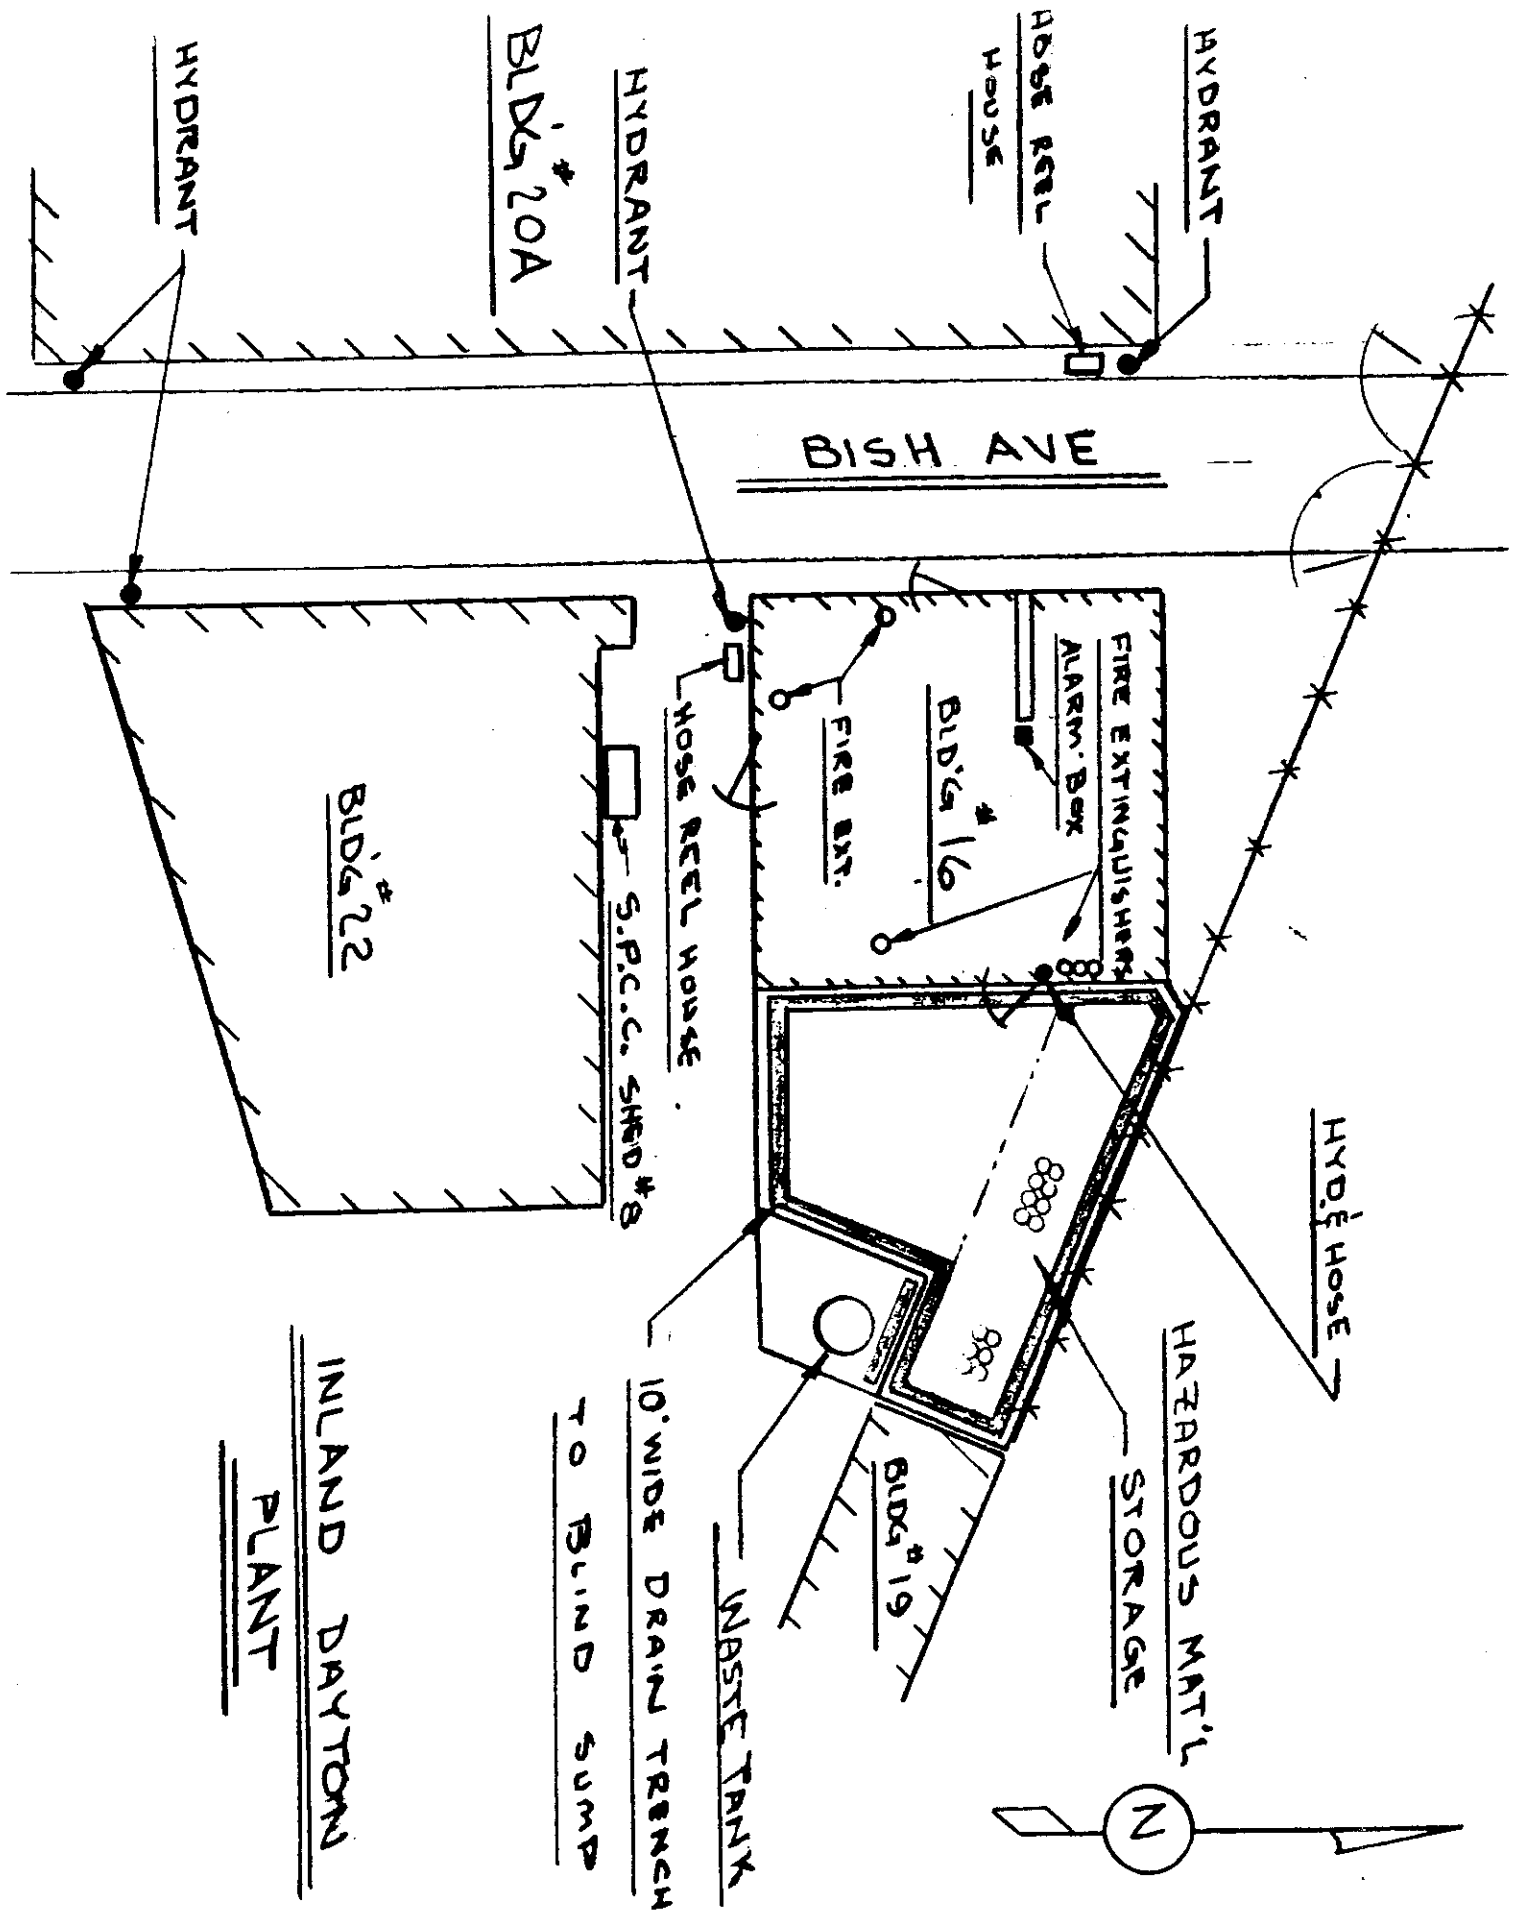 HYDRANT
HOSE REEL
HOUSE
HYDRANT
BLD'G #20A
HYDRANT
BISH AVE
FIRE EXTINGUISHERS
ALARM BOX
BLD'G #16
FIRE EXT.
HOSE REEL HOUSE
S.P.C.C. SHED #8
BLD'G #22
HYD. & HOSE
HAZARDOUS MAT'L
STORAGE
BLDG #19
WASTE TANK
10" WIDE DRAIN TRENCH
TO BLIND SUMP
INLAND DAYTON
PLANT
N